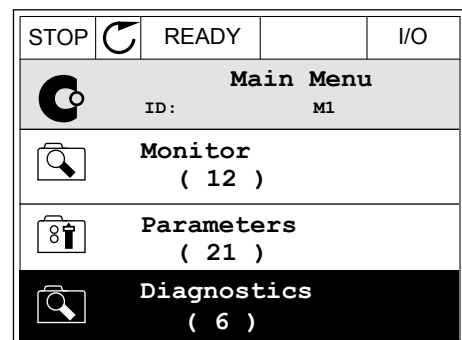 STOP READY I/O
Main Menu
ID: M1
Monitor
( 12 )
Parameters
( 21 )
Diagnostics
( 6 )